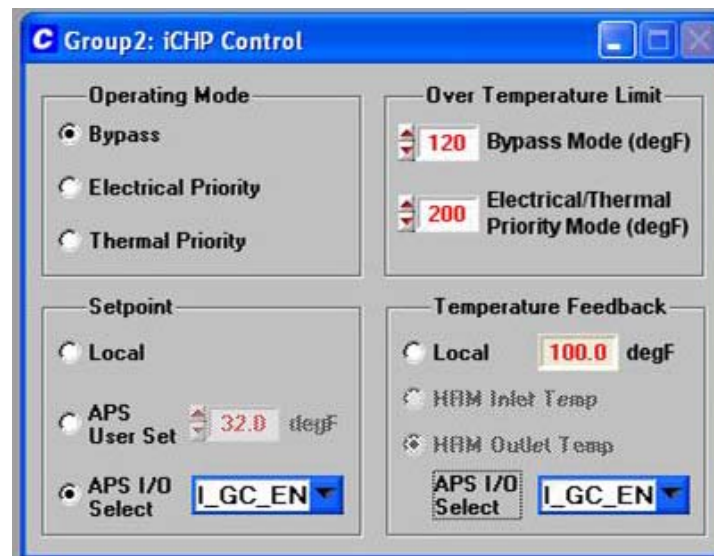 C Group2: iCHP Control
Operating Mode
Bypass
Electrical Priority
Thermal Priority
Over Temperature Limit
120 Bypass Mode (degF)
200 Electrical/Thermal
Priority Mode (degF)
Setpoint
Local
APS
User Set 32.0 degF
APS I/O
Select I_GC_EN
Temperature Feedback
Local 100.0 degF
HAM Inlet Temp
HAM Outlet Temp
APS I/O
Select I_GC_EN